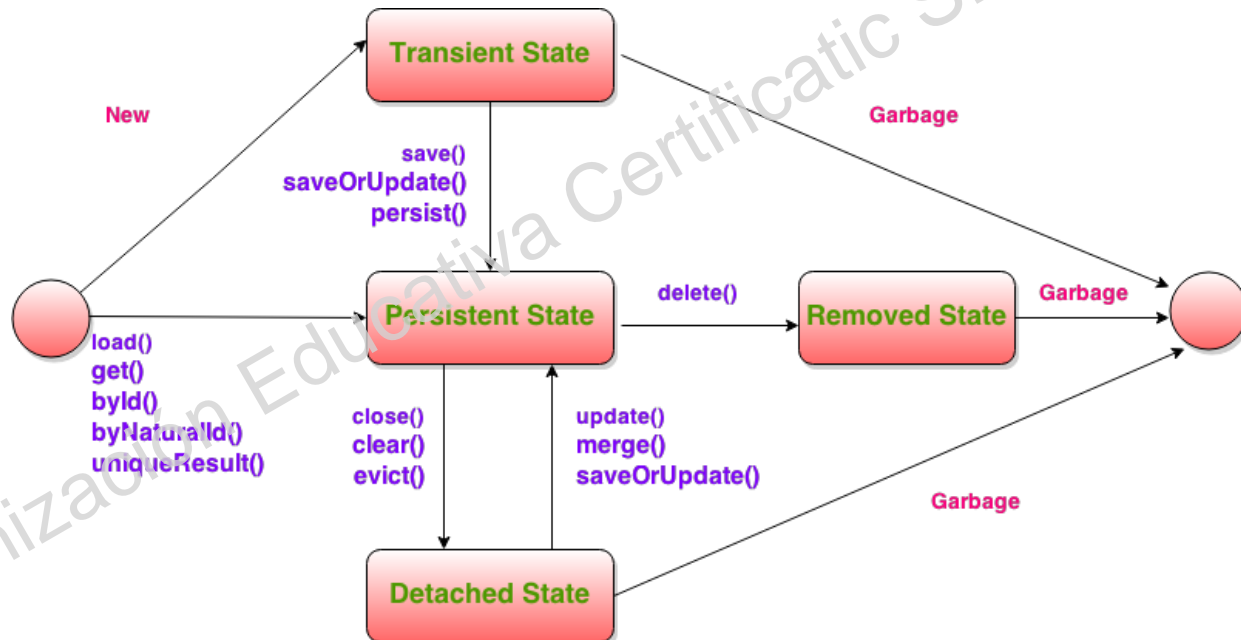 Transient State
New
Garbage
save()
saveOrUpdate()
persist()
Persistent State
delete()
Removed State
Garbage
load()
get()
byId()
byNaturalId()
uniqueResult()
close()
clear()
evict()
update()
merge()
saveOrUpdate()
Garbage
Detached State
Educativa Certificatic